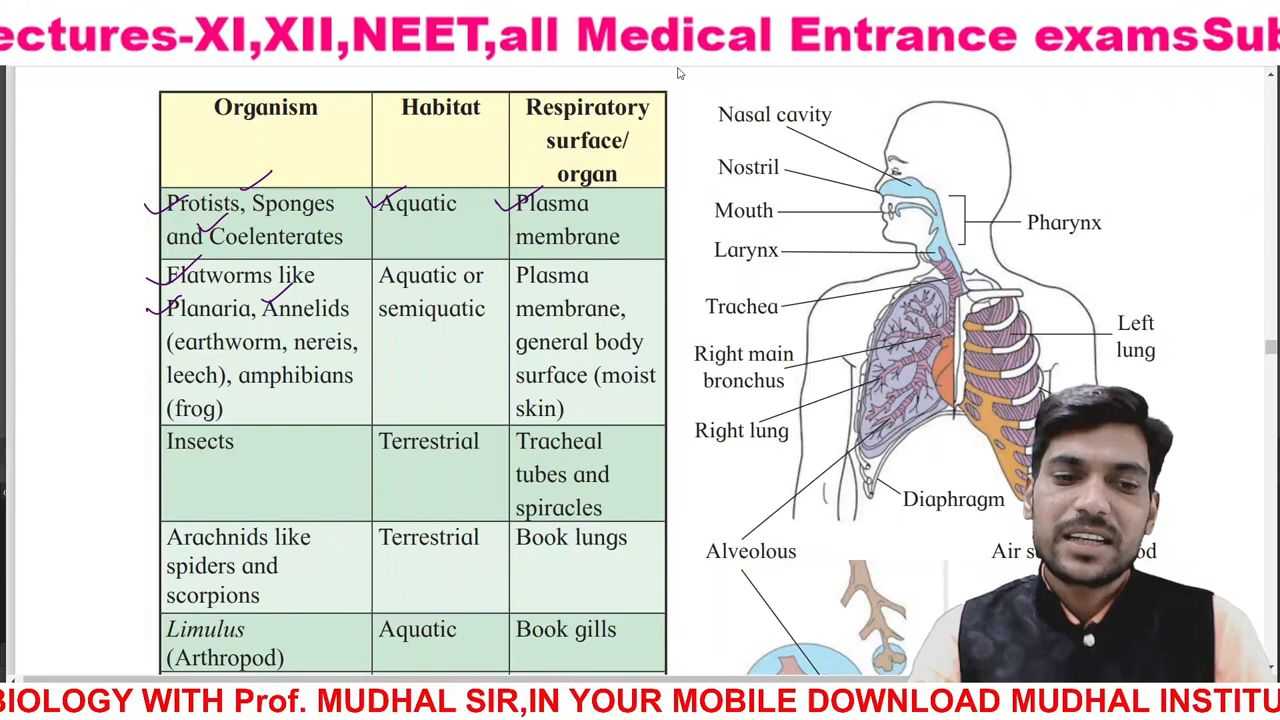 ectures-XI,XII,NEET,all Medical Entrance examsSub
Organism
Habitat
Respiratory
surface/
organ
Protists, Sponges
and Coelenterates
Aquatic
Plasma
membrane
Flatworms like
Planaria, Annelids
(earthworm, nereis,
leech), amphibians
(frog)
Aquatic or
semiquatic
Plasma
membrane,
general body
surface (moist
skin)
Insects
Terrestrial
Tracheal
tubes and
spiracles
Arachnids like
spiders and
scorpions
Terrestrial
Book lungs
Limulus
(Arthropod)
Aquatic
Book gills
Nasal cavity
Nostril
Mouth
Pharynx
Larynx
Trachea
Left
lung
Right main
bronchus
Right lung
Diaphragm
Alveolous
Air
BIOLOGY WITH Prof. MUDHAL SIR,IN YOUR MOBILE DOWNLOAD MUDHAL INSTITU